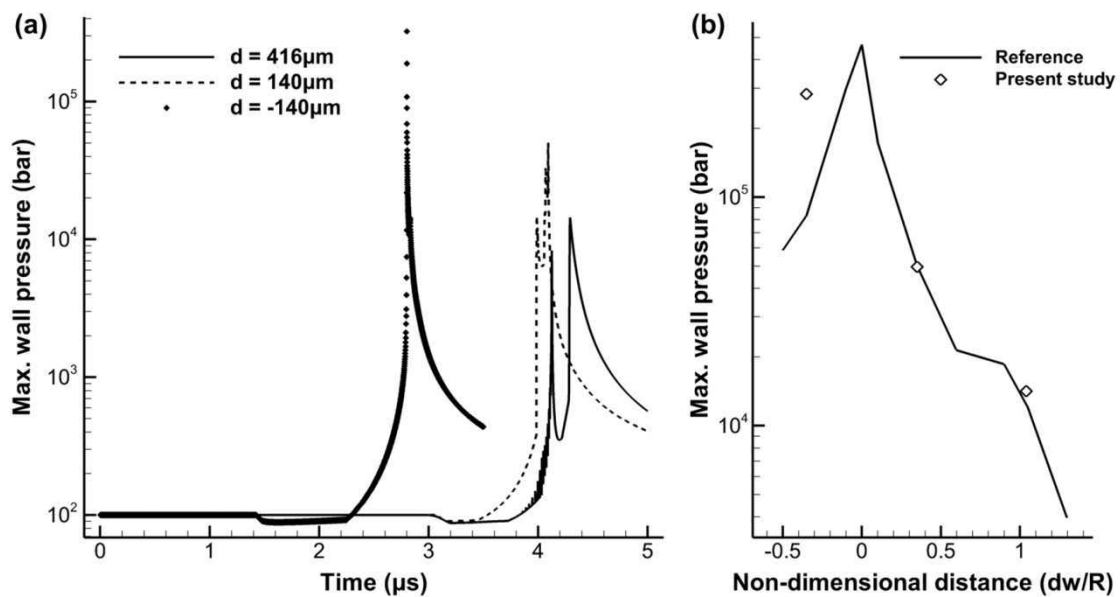 (a)
d = 416µm
d = 140µm
d = -140µm
Max. wall pressure (bar)
10^5
10^4
10^3
10^2
0 1 2 3 4 5
Time (µs)
(b)
Reference
Present study
Max. wall pressure (bar)
10^5
10^4
-0.5 0 0.5 1
Non-dimensional distance (dw/R)